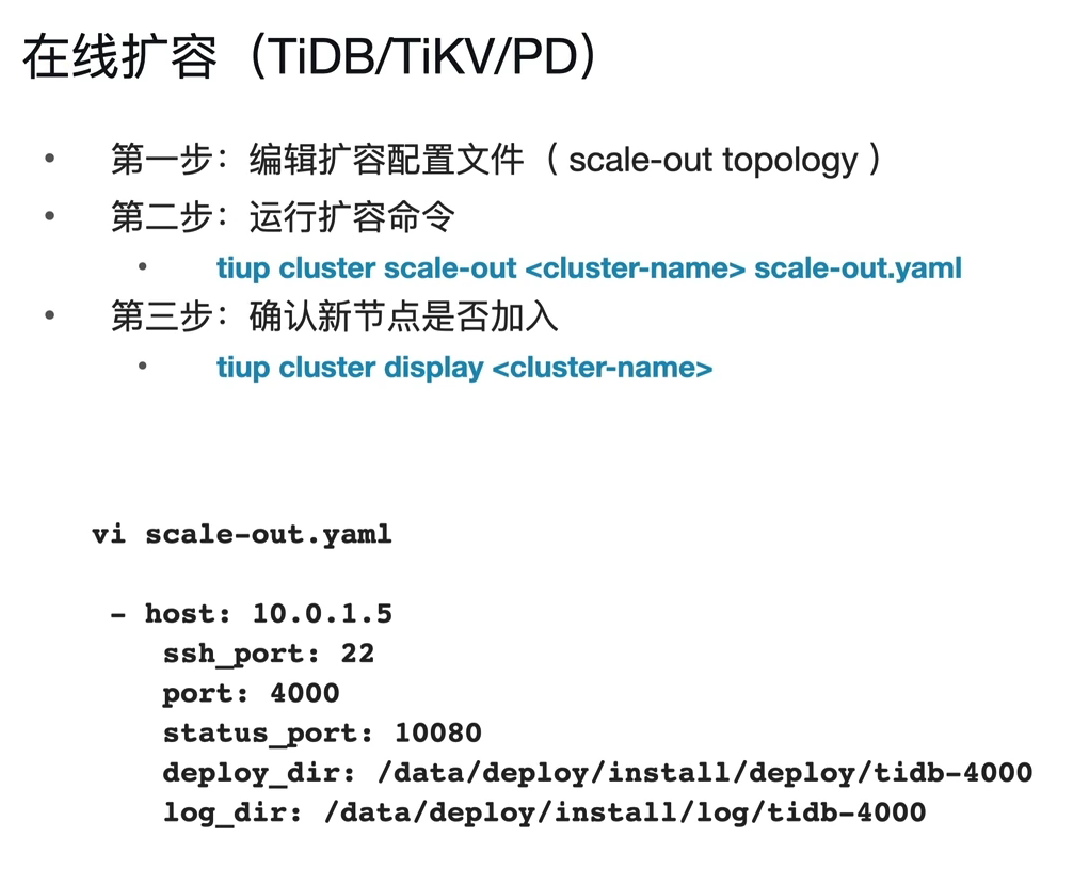 在线扩容（TiDB/TiKV/PD）
• 第一步：编辑扩容配置文件（ scale-out topology ）
• 第二步：运行扩容命令
• tiup cluster scale-out <cluster-name> scale-out.yaml
• 第三步：确认新节点是否加入
• tiup cluster display <cluster-name>
vi scale-out.yaml
- host: 10.0.1.5
ssh_port: 22
port: 4000
status_port: 10080
deploy_dir: /data/deploy/install/deploy/tidb-4000
log_dir: /data/deploy/install/log/tidb-4000